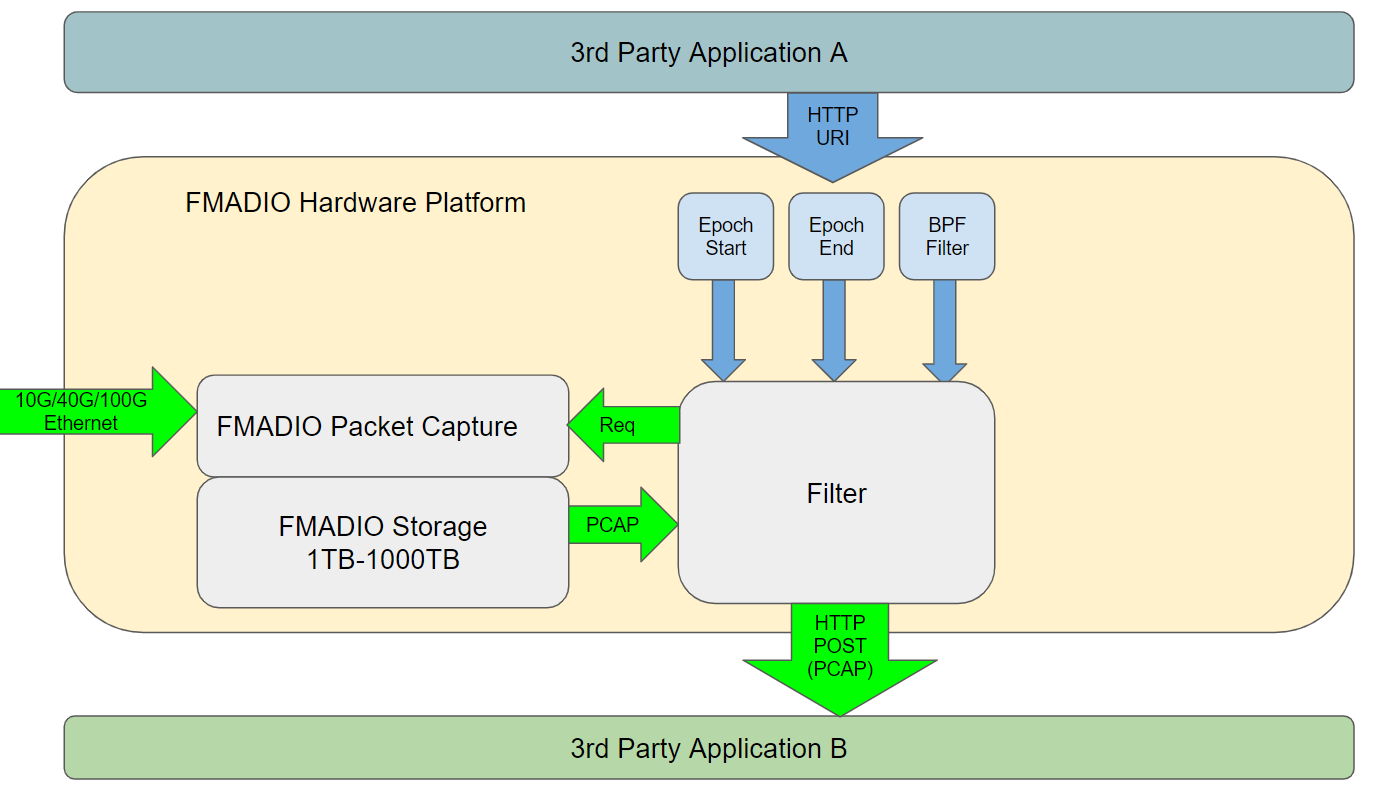 3rd Party Application A
HTTP
URI
FMADIO Hardware Platform
Epoch
Start
Epoch
End
BPF
Filter
10G/40G/100G
Ethernet
FMADIO Packet Capture
Req
Filter
FMADIO Storage
1TB-1000TB
PCAP
HTTP
POST
(PCAP)
3rd Party Application B